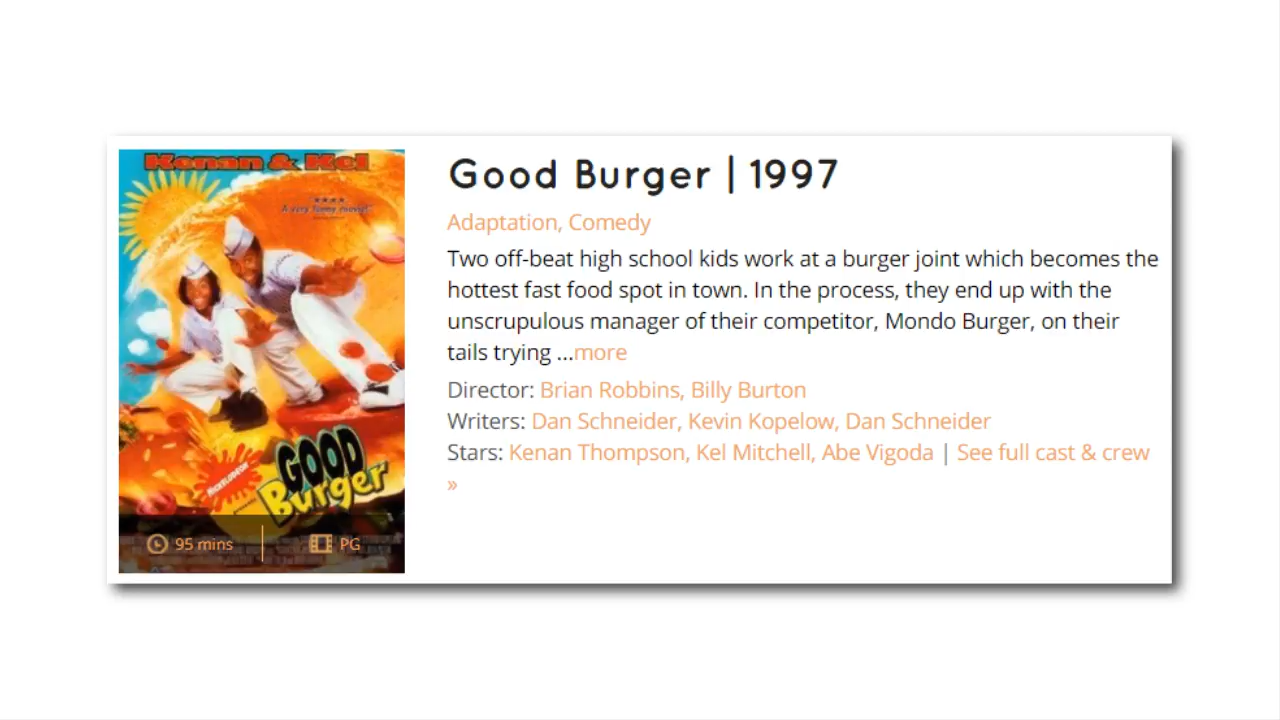 Kenan & Kel
★★★★
"A very funny movie!"
NICKELODEON
presents
GOOD
Burger
95 mins
PG
Good Burger | 1997
Adaptation, Comedy
Two off-beat high school kids work at a burger joint which becomes the
hottest fast food spot in town. In the process, they end up with the
unscrupulous manager of their competitor, Mondo Burger, on their
tails trying ...more
Director: Brian Robbins, Billy Burton
Writers: Dan Schneider, Kevin Kopelow, Dan Schneider
Stars: Kenan Thompson, Kel Mitchell, Abe Vigoda | See full cast & crew
»